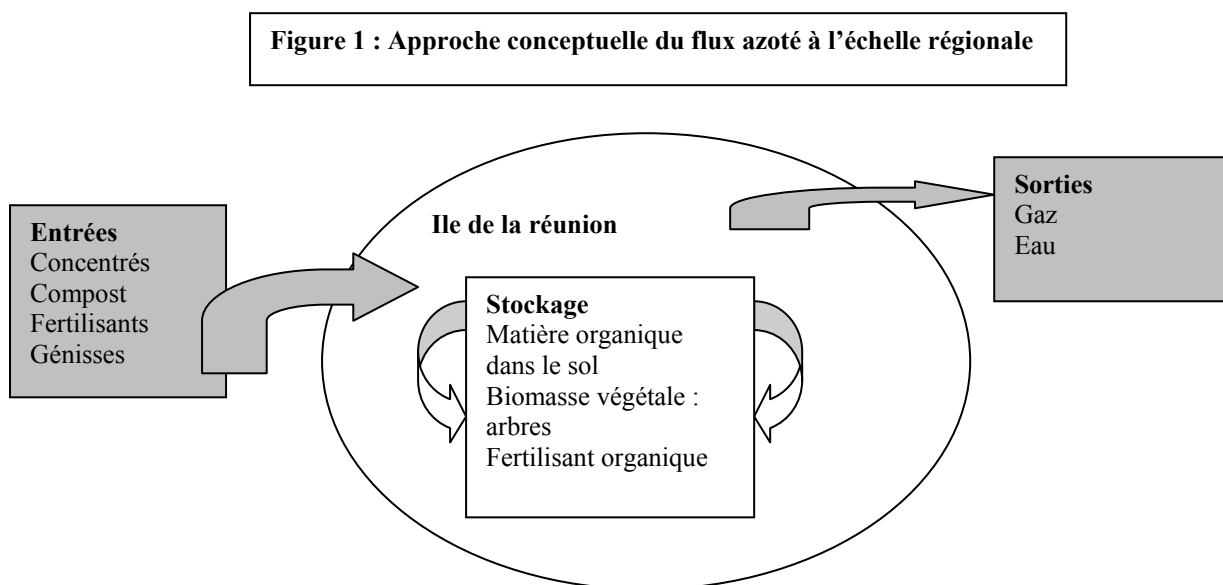 Figure 1 : Approche conceptuelle du flux azoté à l'échelle régionale
Entrées
Concentrés
Compost
Fertilisants
Génisses
Ile de la réunion
Stockage
Matière organique
dans le sol
Biomasse végétale :
arbres
Fertilisant organique
Sorties
Gaz
Eau